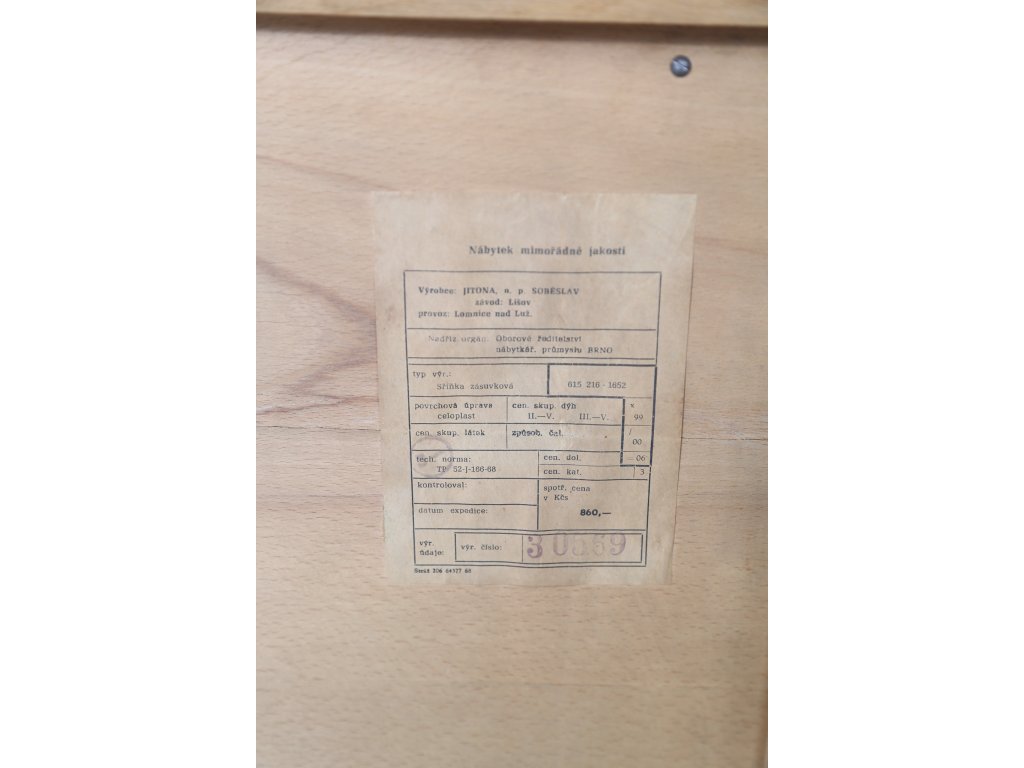 Nábytek mimořádné jakosti
Výrobce: JITONA, n. p. SOBĚSLAV
závod: Lišov
provoz: Lomnice nad Luž.
Nadříz orgán. Oborové ředitelství
nábytkář. průmyslu BRNO
typ výr.:
Skříňka zásuvková 615 216 - 1652
povrchová úprava cen. skup. dýh x
celoplast II.—V. III.—V. 99
cen. skup. látek způsob. čal. /
00
tech. norma: cen. dol. — 06
TP 52-J-166-68 cen. kat. 3
kontroloval: spotř. cena
v Kčs
datum expedice: 860,—
výr.
údaje: výr. číslo: 30569